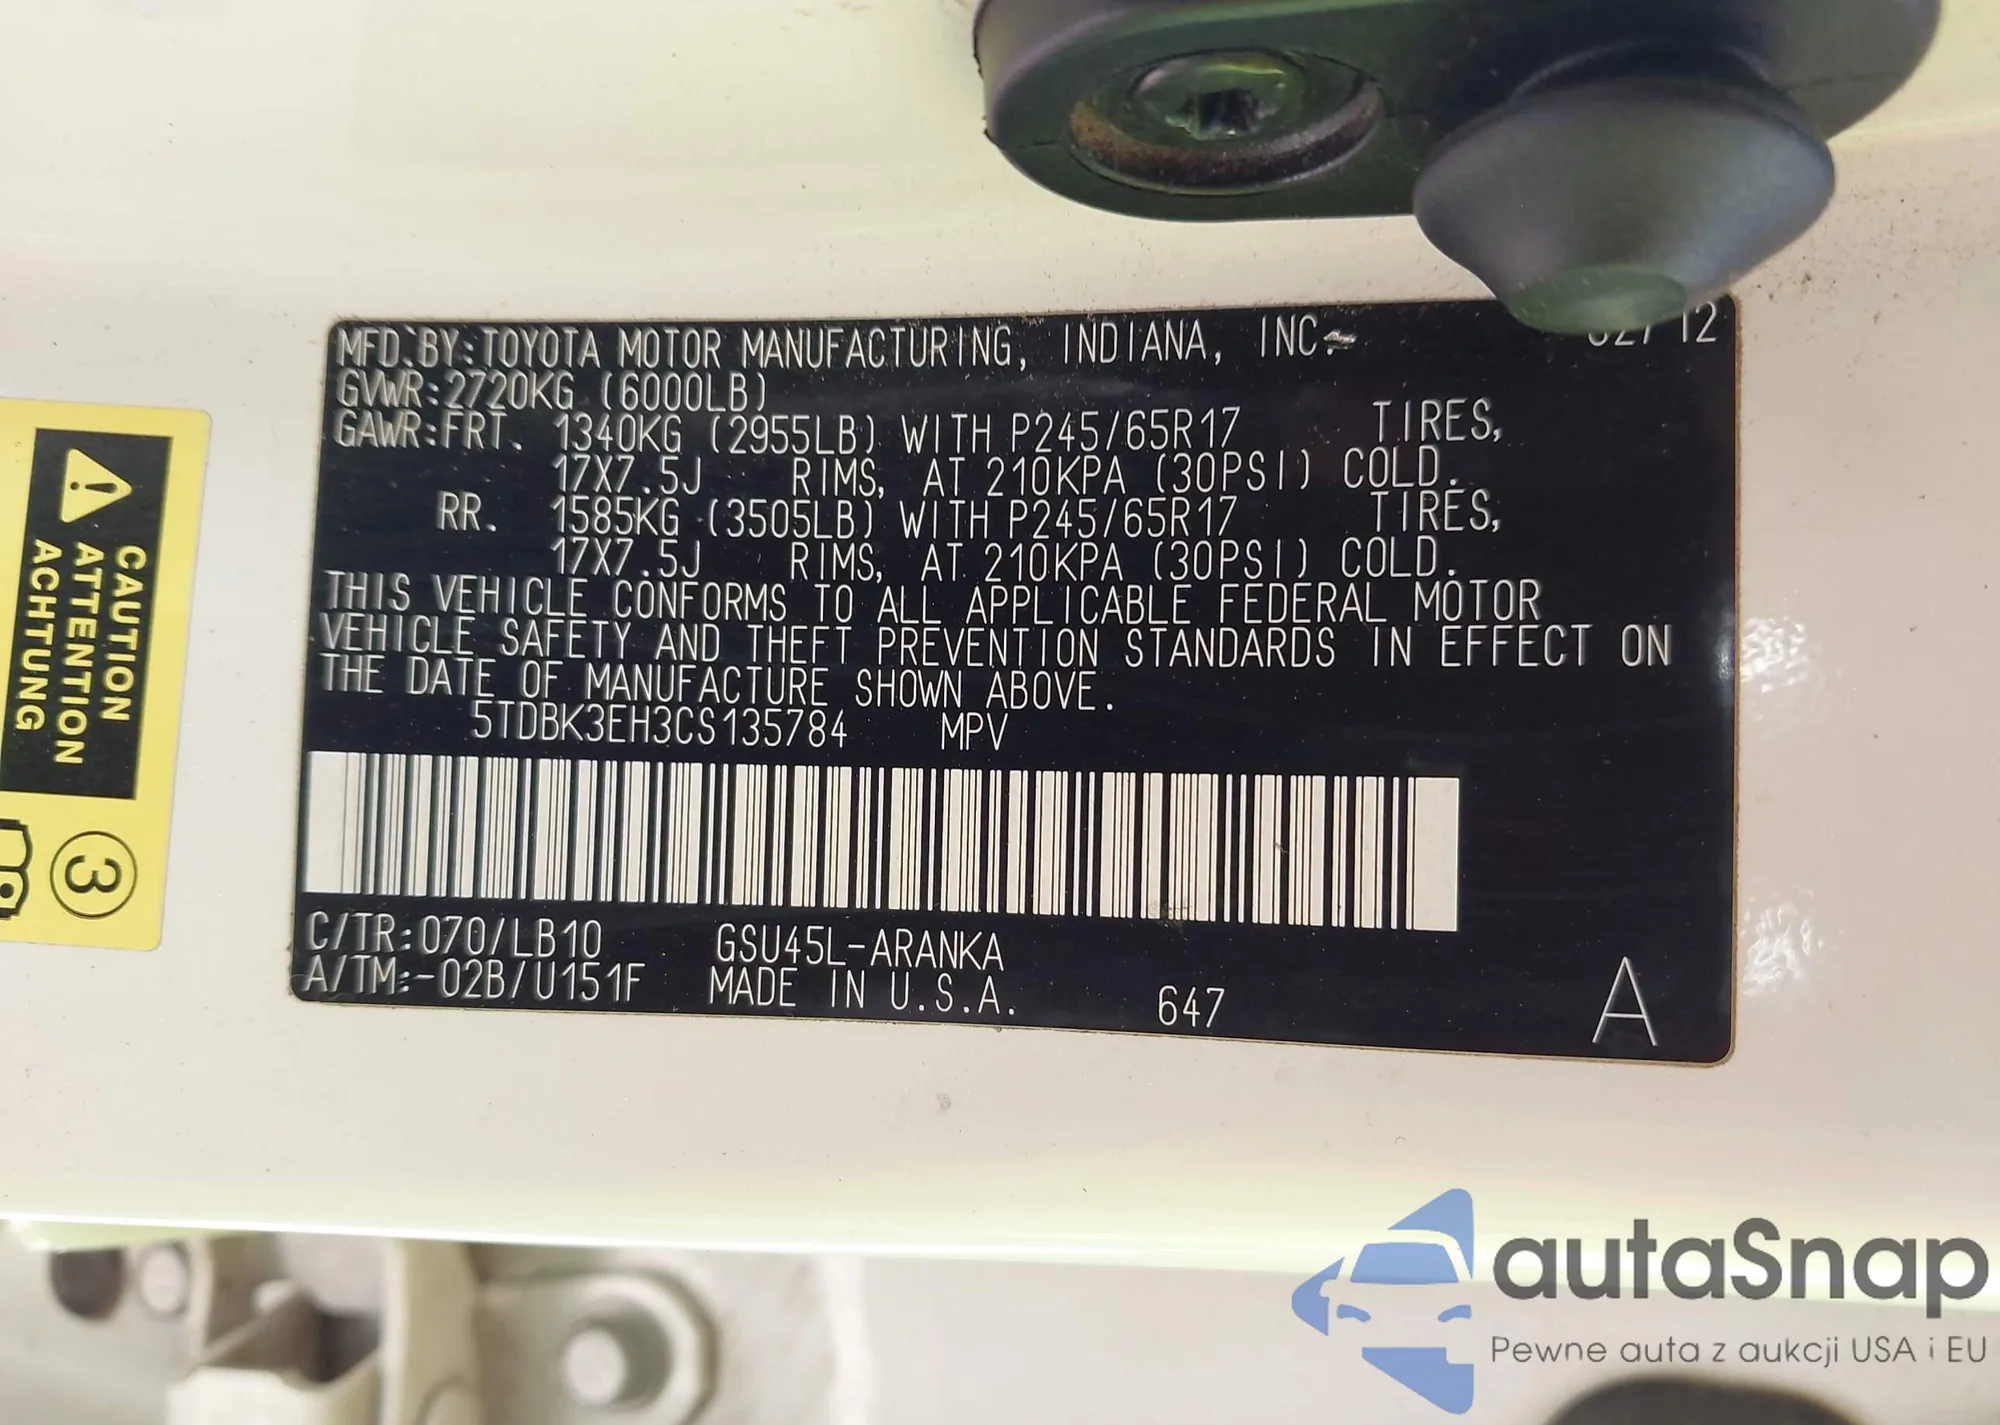 MFD.BY:TOYOTA MOTOR MANUFACTURING, INDIANA, INC. 02/12
GVWR:2720KG (6000LB)
GAWR:FRT. 1340KG (2955LB) WITH P245/65R17 TIRES,
17X7.5J RIMS, AT 210KPA (30PSI) COLD.
RR. 1585KG (3505LB) WITH P245/65R17 TIRES,
17X7.5J RIMS, AT 210KPA (30PSI) COLD.
THIS VEHICLE CONFORMS TO ALL APPLICABLE FEDERAL MOTOR
VEHICLE SAFETY AND THEFT PREVENTION STANDARDS IN EFFECT ON
THE DATE OF MANUFACTURE SHOWN ABOVE.
5TDBK3EH3CS135784 MPV
C/TR:070/LB10 GSU45L-ARANKA
A/TM:-02B/U151F MADE IN U.S.A. 647 A
CAUTION
ATTENTION
ACHTUNG
3
autaSnap
Pewne auta z aukcji USA i EU